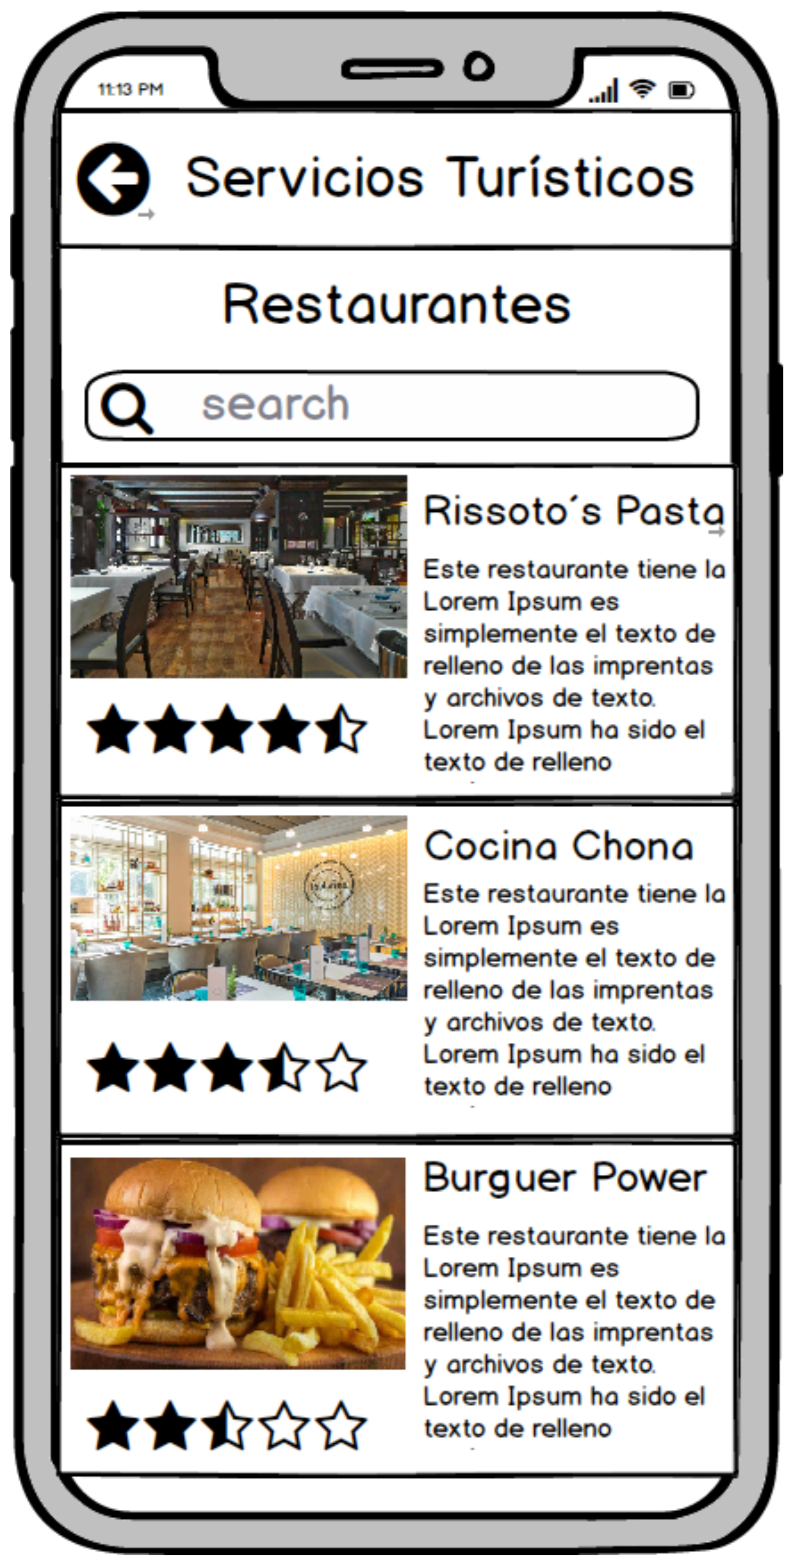 11:13 PM
Servicios Turísticos
Restaurantes
search
Rissoto´s Pasta
Este restaurante tiene la
Lorem Ipsum es
simplemente el texto de
relleno de las imprentas
y archivos de texto.
Lorem Ipsum ha sido el
texto de relleno
Cocina Chona
Este restaurante tiene la
Lorem Ipsum es
simplemente el texto de
relleno de las imprentas
y archivos de texto.
Lorem Ipsum ha sido el
texto de relleno
Burguer Power
Este restaurante tiene la
Lorem Ipsum es
simplemente el texto de
relleno de las imprentas
y archivos de texto.
Lorem Ipsum ha sido el
texto de relleno